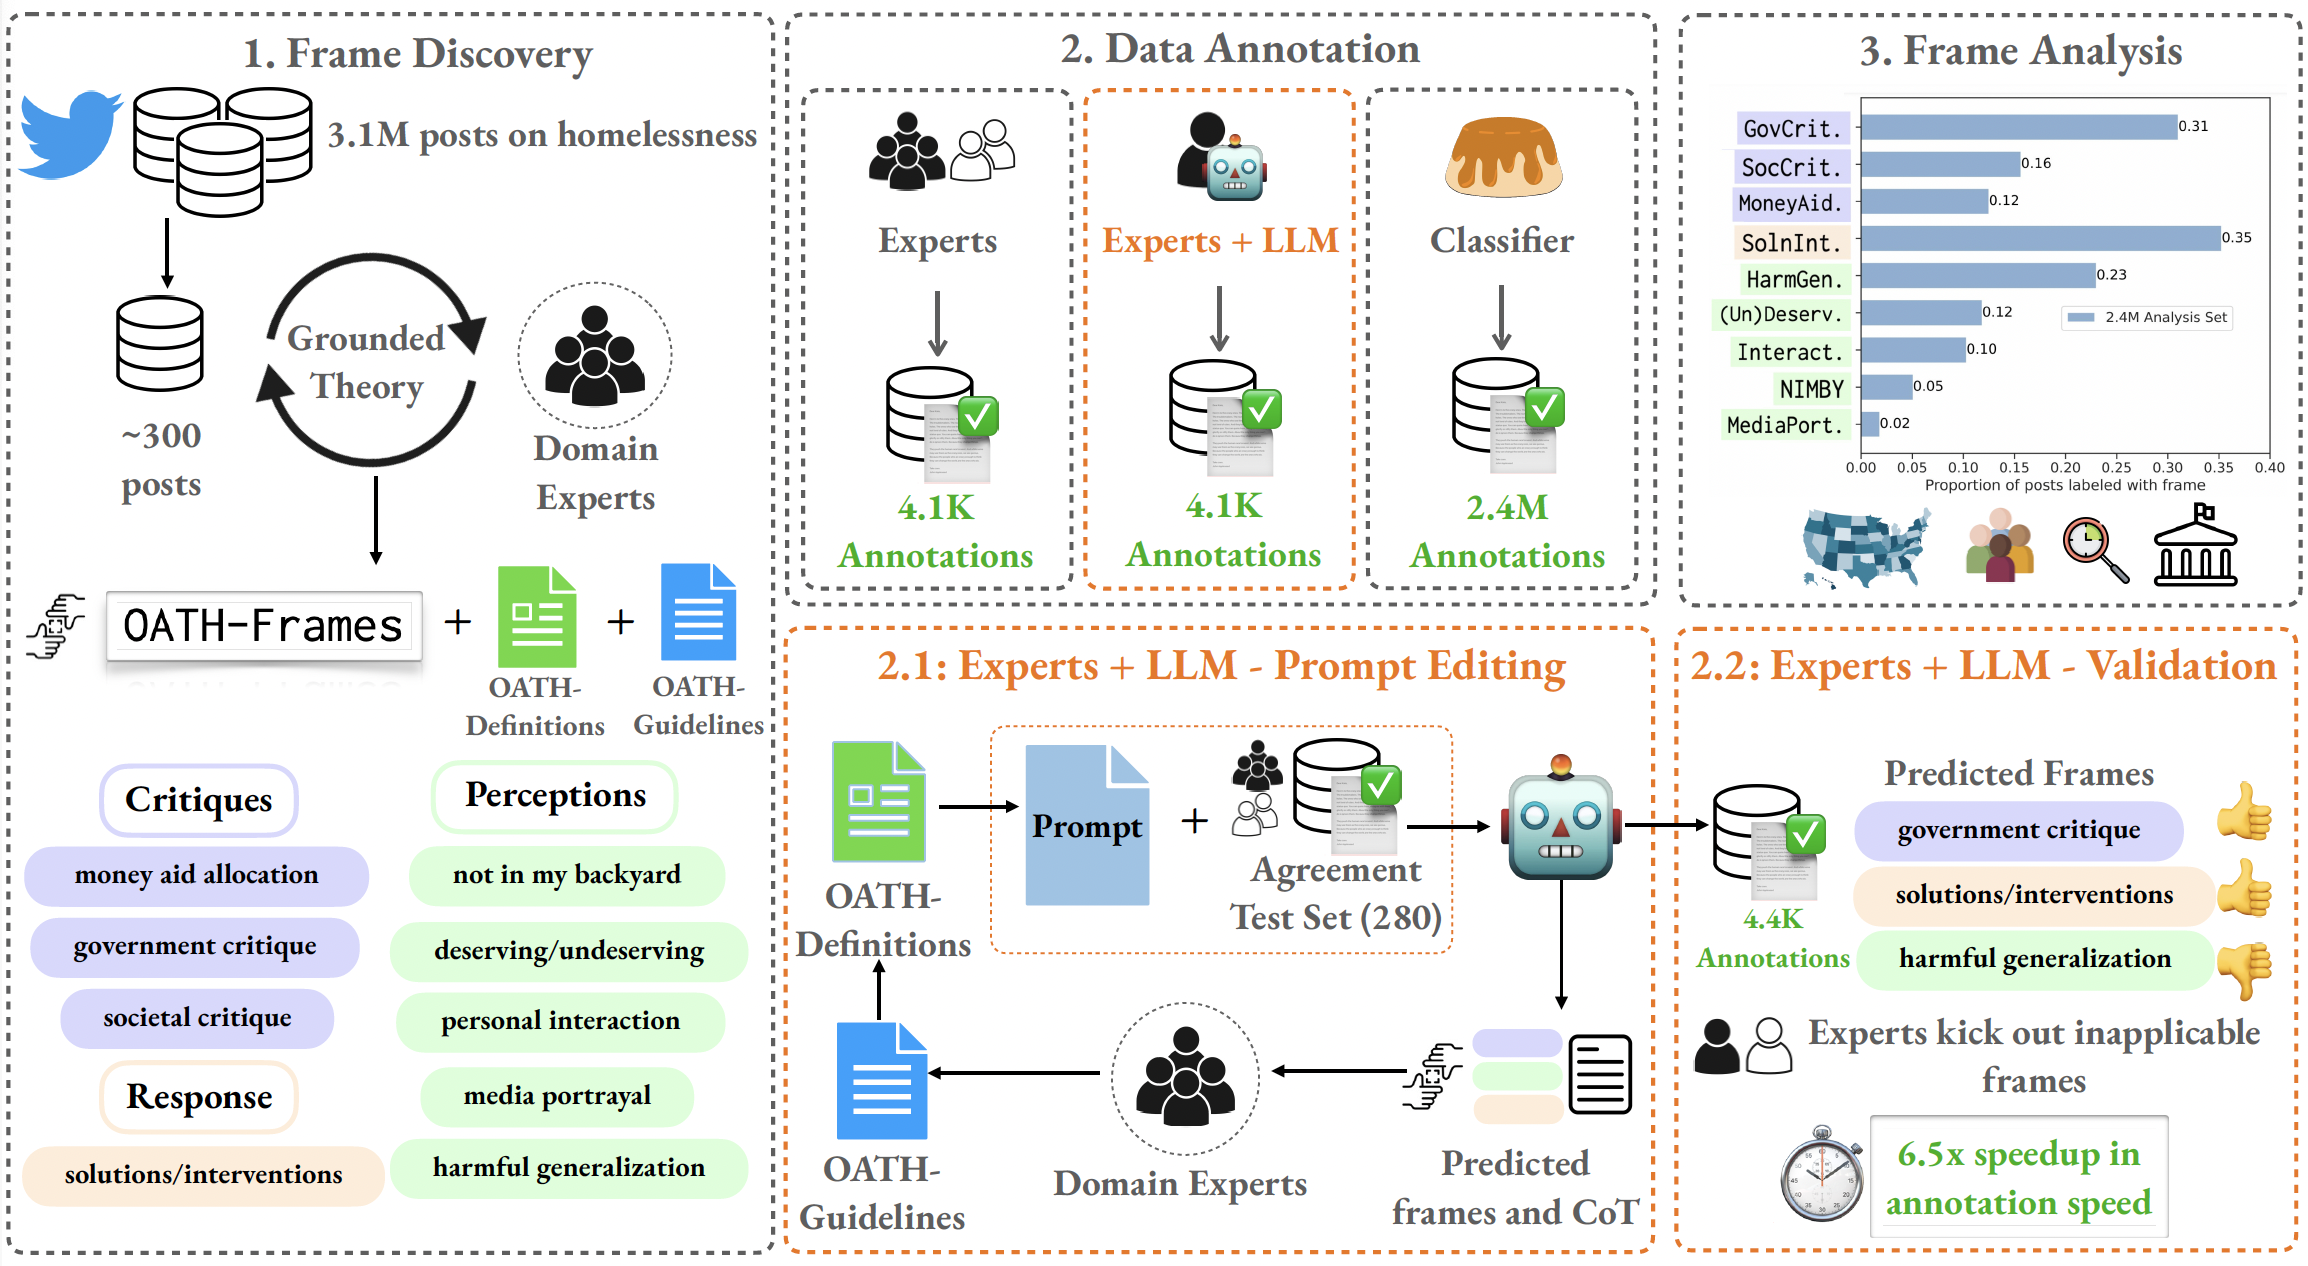 1. Frame Discovery
3.1M posts on homelessness
Grounded
Theory
~300
posts
Domain
Experts
OATH-Frames
+
+
OATH-
Definitions
OATH-
Guidelines
Critiques
money aid allocation
government critique
societal critique
Response
solutions/interventions
Perceptions
not in my backyard
deserving/undeserving
personal interaction
media portrayal
harmful generalization
2. Data Annotation
Experts
4.1K
Annotations
Experts + LLM
4.1K
Annotations
Classifier
2.4M
Annotations
3. Frame Analysis
GovCrit.
0.31
SocCrit.
0.16
MoneyAid.
0.12
SolnInt.
0.35
HarmGen.
0.23
(Un)Deserv.
0.12
Interact.
0.10
NIMBY
0.05
MediaPort.
0.02
2.4M Analysis Set
0.00 0.05 0.10 0.15 0.20 0.25 0.30 0.35 0.40
Proportion of posts labeled with frame
2.1: Experts + LLM - Prompt Editing
OATH-
Definitions
Prompt
+
Agreement
Test Set (280)
Predicted
frames and CoT
Domain Experts
OATH-
Guidelines
2.2: Experts + LLM - Validation
4.4K
Annotations
Predicted Frames
government critique
solutions/interventions
harmful generalization
Experts kick out inapplicable
frames
6.5x speedup in
annotation speed